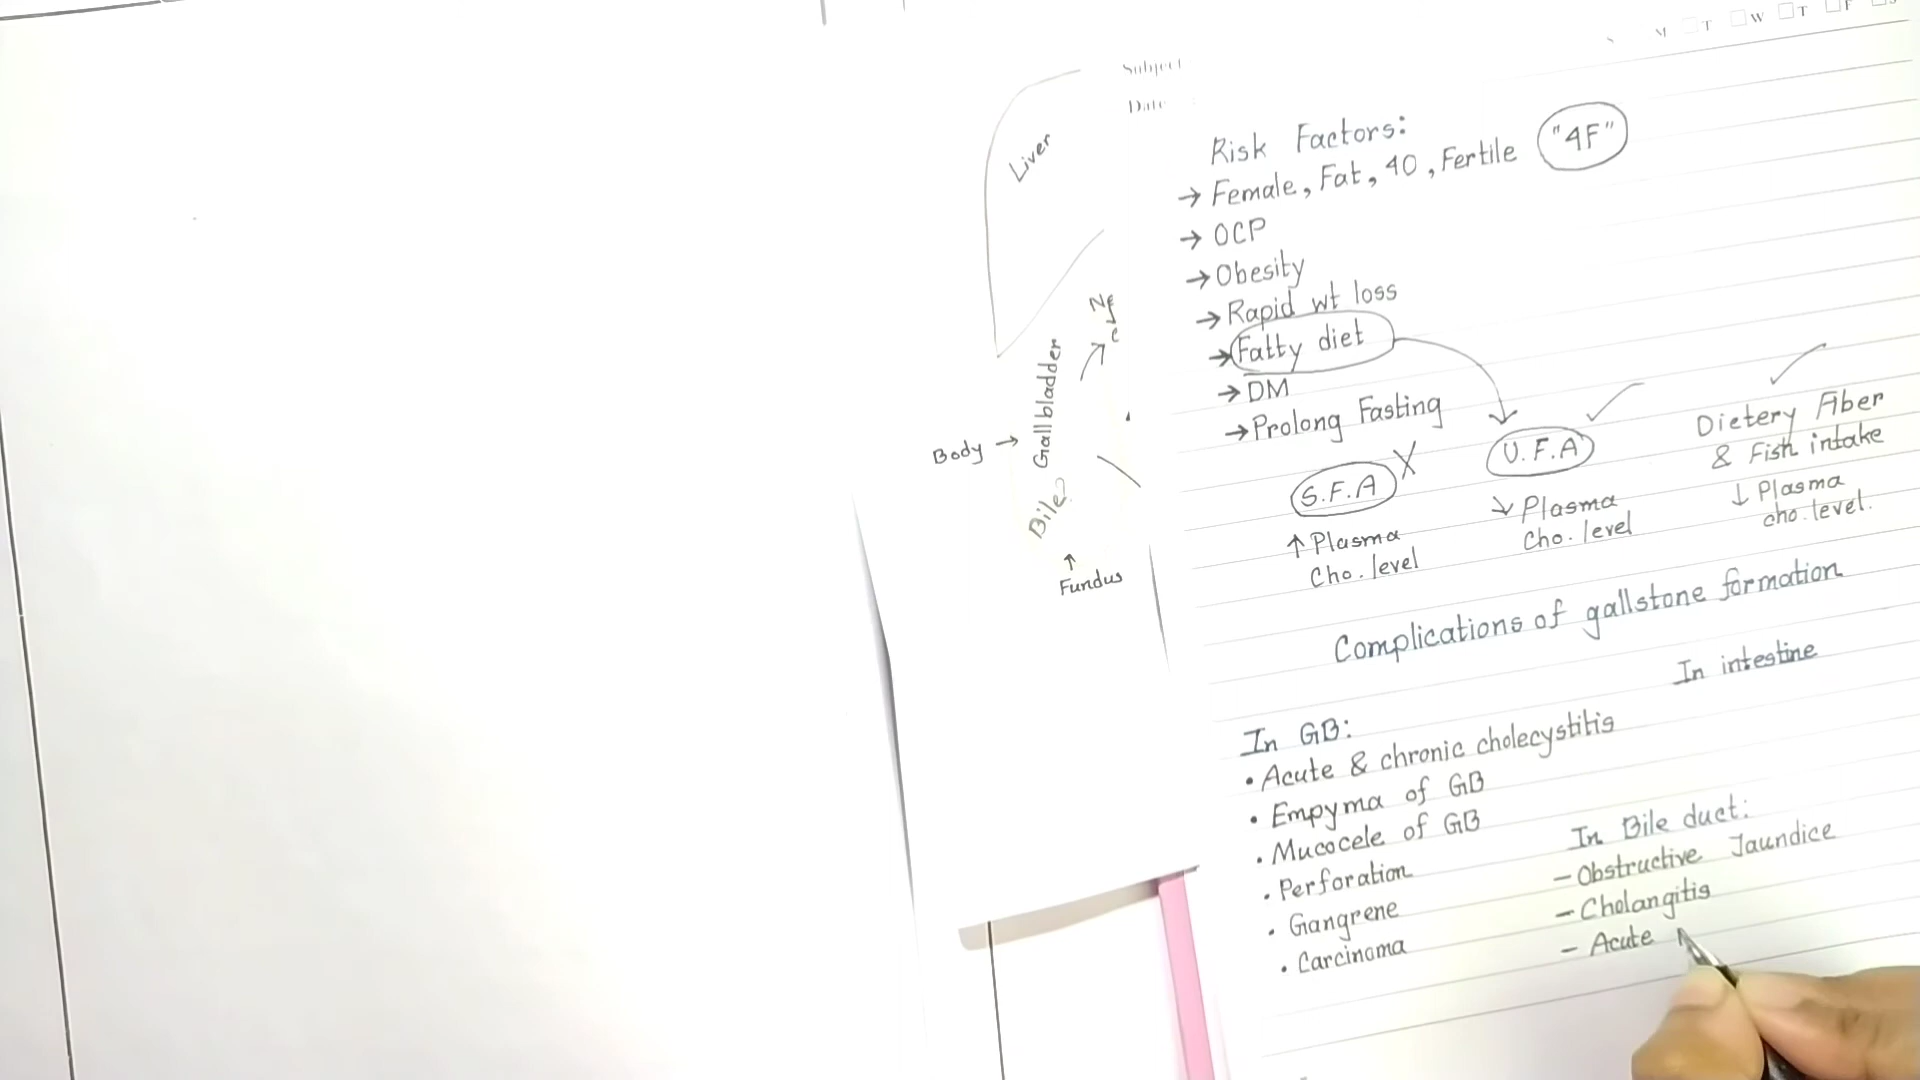 M T W T F S
Subject
Date
Liver
Gallbladder
Body →
Bile
↑
Fundus
Risk Factors:
→ Female, Fat, 40, Fertile "4F"
→ OCP
→ Obesity
→ Rapid wt loss
→ Fatty diet
→ DM
→ Prolong Fasting
S.F.A X
↑ Plasma
Cho. level
U.F.A
↓ Plasma
Cho. level
Dietery Fiber
& Fish intake
↓ Plasma
cho. level.
Complications of gallstone formation
In intestine
In GB:
• Acute & chronic cholecystitis
• Empyma of GB
• Mucocele of GB
• Perforation
• Gangrene
• Carcinoma
In Bile duct:
- Obstructive Jaundice
- Cholangitis
- Acute